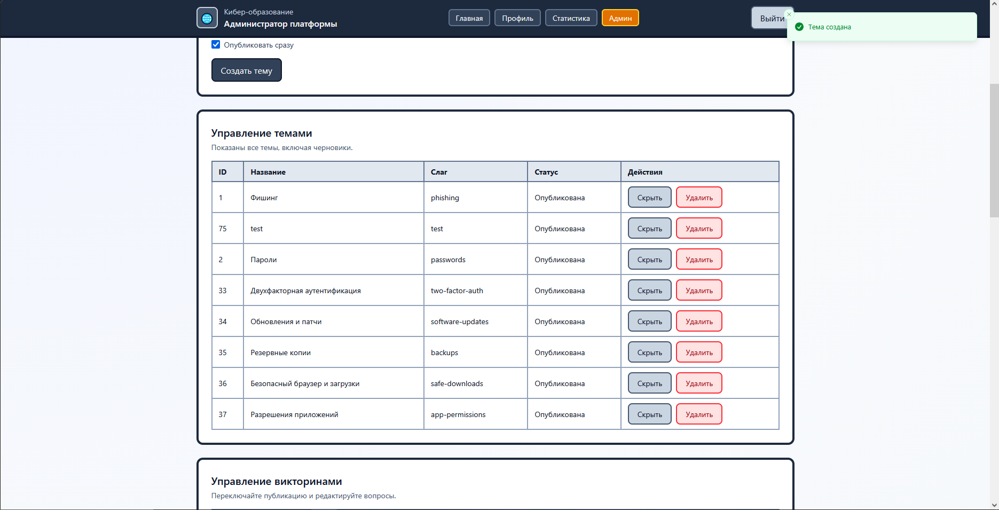 Кибер-образование
Администратор платформы
Главная Профиль Статистика Админ
Выйти
Тема создана
Опубликовать сразу
Создать тему
Управление темами
Показаны все темы, включая черновики.
ID Название Слаг Статус Действия
1 Фишинг phishing Опубликована Скрыть Удалить
75 test test Опубликована Скрыть Удалить
2 Пароли passwords Опубликована Скрыть Удалить
33 Двухфакторная аутентификация two-factor-auth Опубликована Скрыть Удалить
34 Обновления и патчи software-updates Опубликована Скрыть Удалить
35 Резервные копии backups Опубликована Скрыть Удалить
36 Безопасный браузер и загрузки safe-downloads Опубликована Скрыть Удалить
37 Разрешения приложений app-permissions Опубликована Скрыть Удалить
Управление викторинами
Переключайте публикацию и редактируйте вопросы.